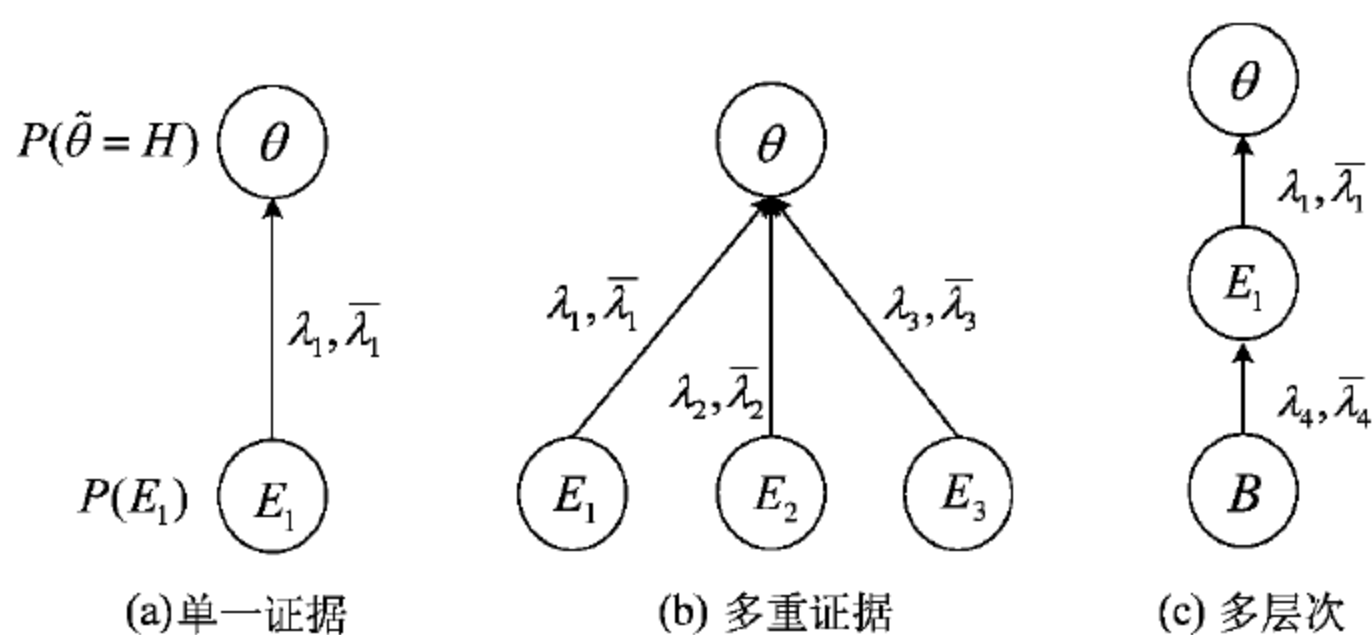 P(θ̃ = H) θ
λ₁, λ̄₁
P(E₁) E₁
(a)单一证据
θ
λ₁, λ̄₁
λ₂, λ̄₂
λ₃, λ̄₃
E₁ E₂ E₃
(b) 多重证据
θ
λ₁, λ̄₁
E₁
λ₄, λ̄₄
B
(c) 多层次